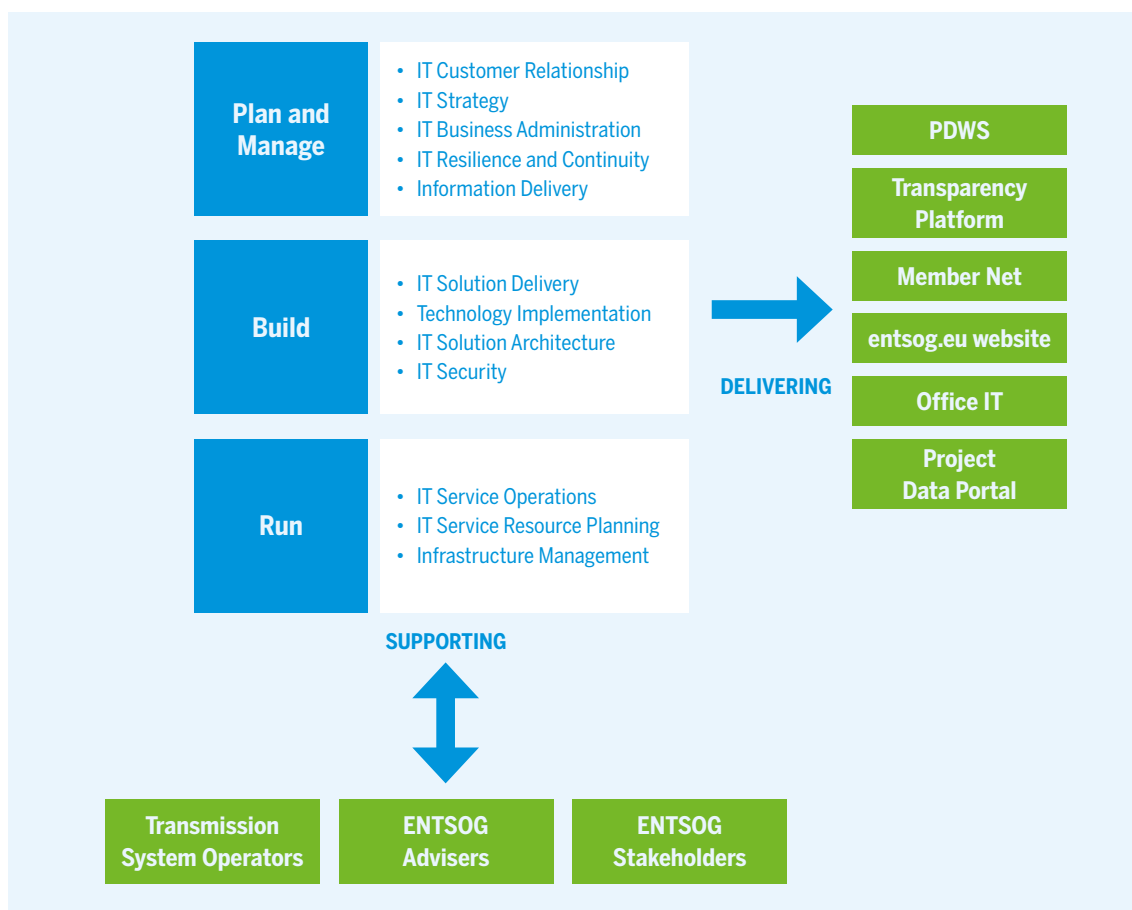 Plan and
Manage
• IT Customer Relationship
• IT Strategy
• IT Business Administration
• IT Resilience and Continuity
• Information Delivery
Build
• IT Solution Delivery
• Technology Implementation
• IT Solution Architecture
• IT Security
Run
• IT Service Operations
• IT Service Resource Planning
• Infrastructure Management
DELIVERING
PDWS
Transparency
Platform
Member Net
entsog.eu website
Office IT
Project
Data Portal
SUPPORTING
Transmission
System Operators
ENTSOG
Advisers
ENTSOG
Stakeholders